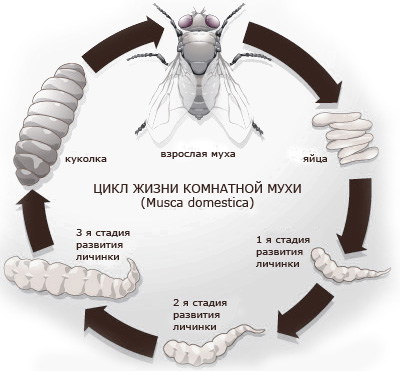 взрослая муха
яйца
куколка
ЦИКЛ ЖИЗНИ КОМНАТНОЙ МУХИ
(Musca domestica)
1 я стадия
развития
личинки
2 я стадия
развития
личинки
3 я стадия
развития
личинки